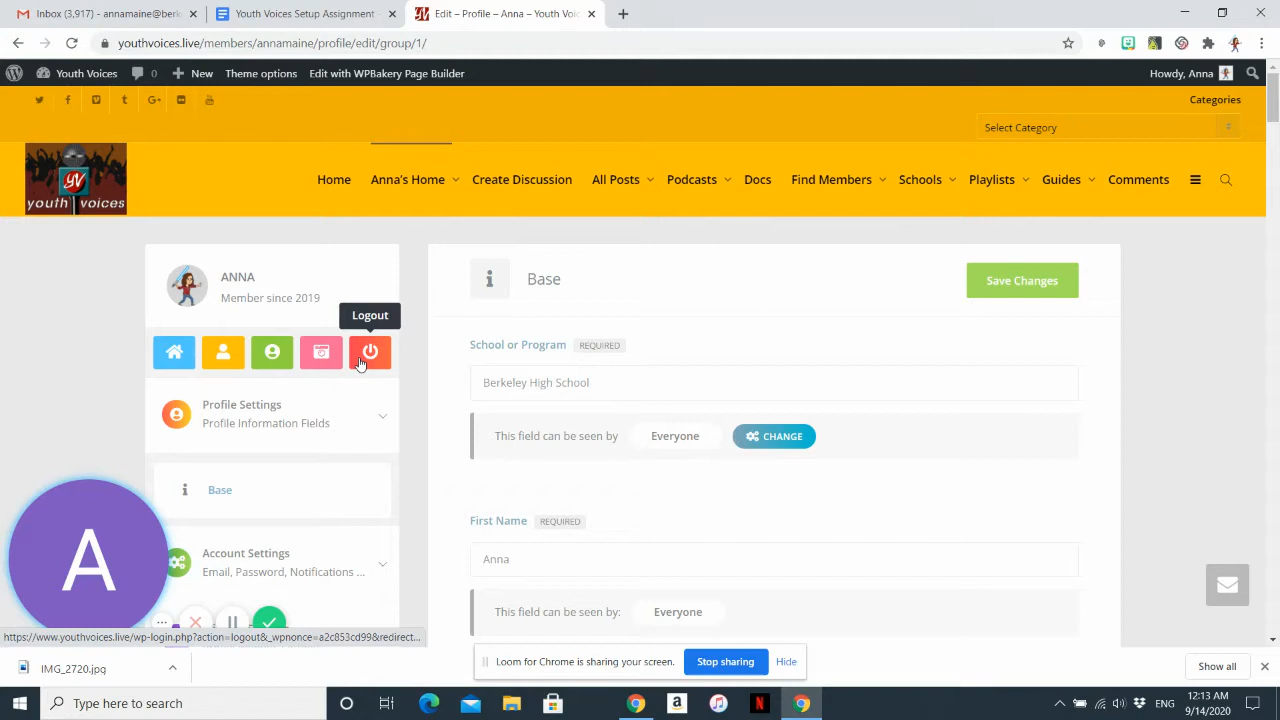 Inbox (3,917) - annamaine@berk
Youth Voices Setup Assignment -
Edit – Profile – Anna – Youth Voi
youthvoices.live/members/annamaine/profile/edit/group/1/
Youth Voices 0 New Theme options Edit with WPBakery Page Builder Howdy, Anna
Categories
Select Category
youth voices
Home Anna's Home Create Discussion All Posts Podcasts Docs Find Members Schools Playlists Guides Comments
ANNA
Member since 2019
Logout
Base
Save Changes
School or Program REQUIRED
Berkeley High School
This field can be seen by Everyone CHANGE
Profile Settings
Profile Information Fields
Base
First Name REQUIRED
Anna
This field can be seen by: Everyone
Account Settings
Email, Password, Notifications ...
A
https://www.youthvoices.live/wp-login.php?action=logout&_wpnonce=a2c853cd99&redirect...
Loom for Chrome is sharing your screen. Stop sharing Hide
IMG_2720.jpg
Show all
Type here to search
ENG
12:13 AM
9/14/2020